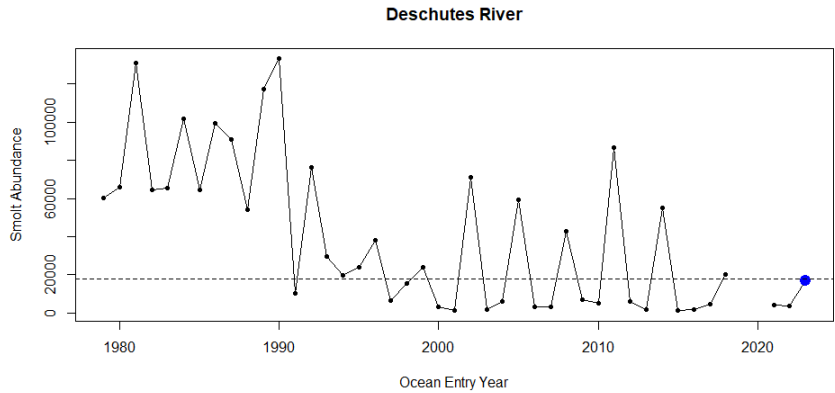 Deschutes River
Smolt Abundance
100000
60000
20000
0
1980 1990 2000 2010 2020
Ocean Entry Year